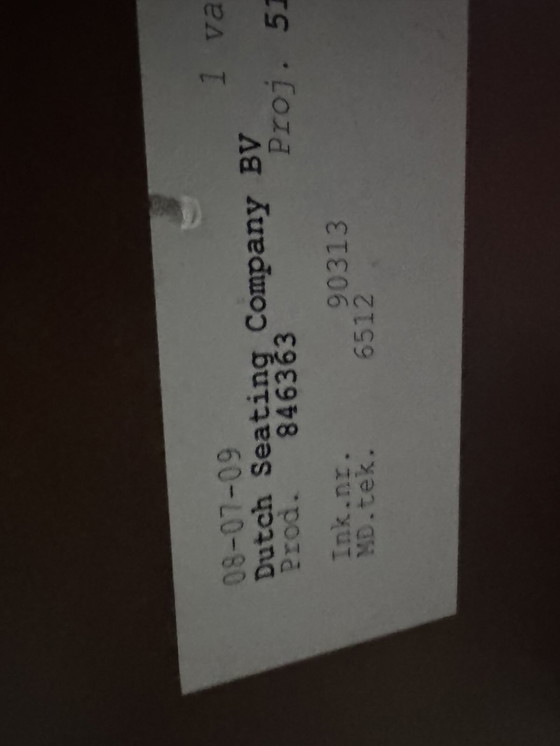 08-07-09 1 va
Dutch Seating Company BV
Prod. 846363 Proj. 51
Ink.nr. 90313
MD.tek. 6512